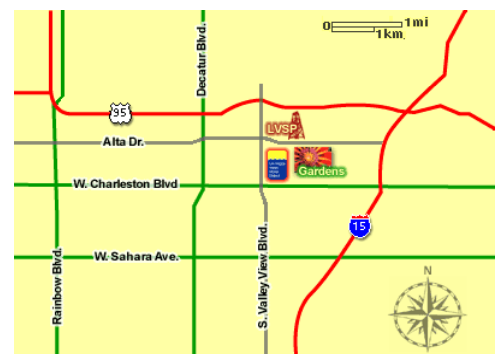 0 1mi
1km
Decatur Blvd.
95
LVSP
Alta Dr.
Gardens
W. Charleston Blvd
15
W. Sahara Ave.
Rainbow Blvd.
S. Valley View Blvd.
N